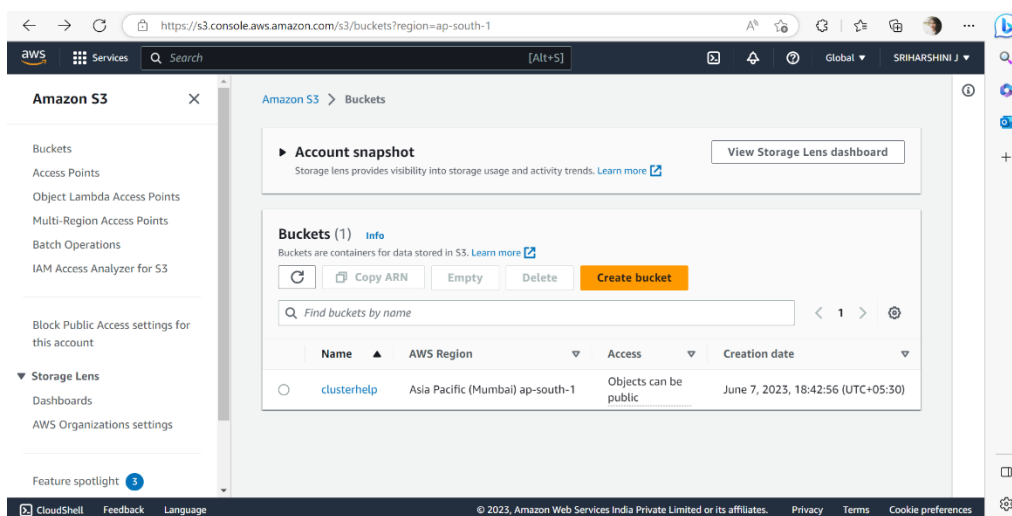 https://s3.console.aws.amazon.com/s3/buckets?region=ap-south-1
aws Services Search [Alt+S] Global SRIHARSHINI J
Amazon S3
Buckets
Access Points
Object Lambda Access Points
Multi-Region Access Points
Batch Operations
IAM Access Analyzer for S3
Block Public Access settings for
this account
Storage Lens
Dashboards
AWS Organizations settings
Feature spotlight 3
Amazon S3 > Buckets
Account snapshot
View Storage Lens dashboard
Storage lens provides visibility into storage usage and activity trends. Learn more
Buckets (1) Info
Buckets are containers for data stored in S3. Learn more
Copy ARN Empty Delete Create bucket
Find buckets by name
1
Name AWS Region Access Creation date
clusterhelp Asia Pacific (Mumbai) ap-south-1 Objects can be
public
June 7, 2023, 18:42:56 (UTC+05:30)
CloudShell Feedback Language © 2023, Amazon Web Services India Private Limited or its affiliates. Privacy Terms Cookie preferences